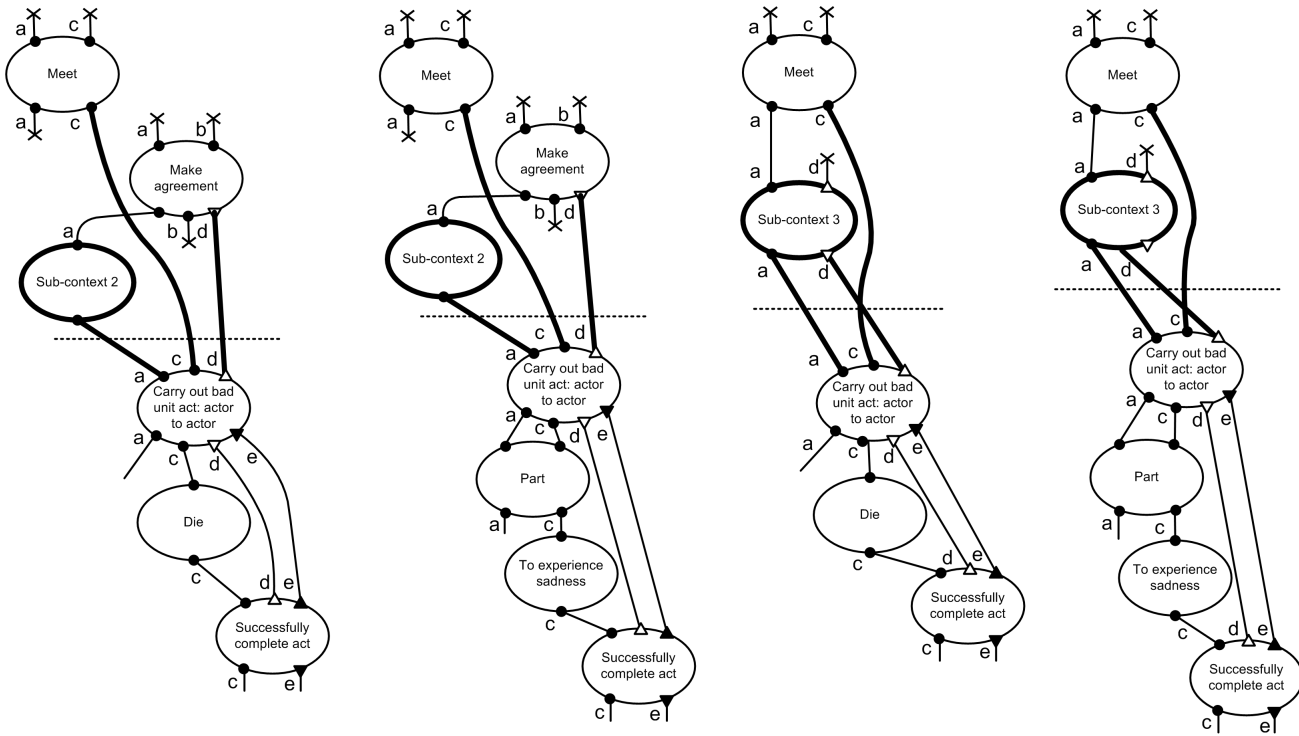 a c
Meet
a c
a b
Make
agreement
a b d
Sub-context 2
a c d
Carry out bad
unit act: actor
to actor
a c d e
Die
c d e
Successfully
complete act
c e
a c
Meet
a c
a b
Make
agreement
a b d
Sub-context 2
a c d
Carry out bad
unit act: actor
to actor
a c d e
Part
a c
To experience
sadness
c
Successfully
complete act
c e
a c
Meet
a c
a d
Sub-context 3
a d
a c
Carry out bad
unit act: actor
to actor
a c d e
Die
c d e
Successfully
complete act
c e
a c
Meet
a c
a d
Sub-context 3
a d
a c
Carry out bad
unit act: actor
to actor
a c d e
Part
a c
To experience
sadness
c d e
Successfully
complete act
c e